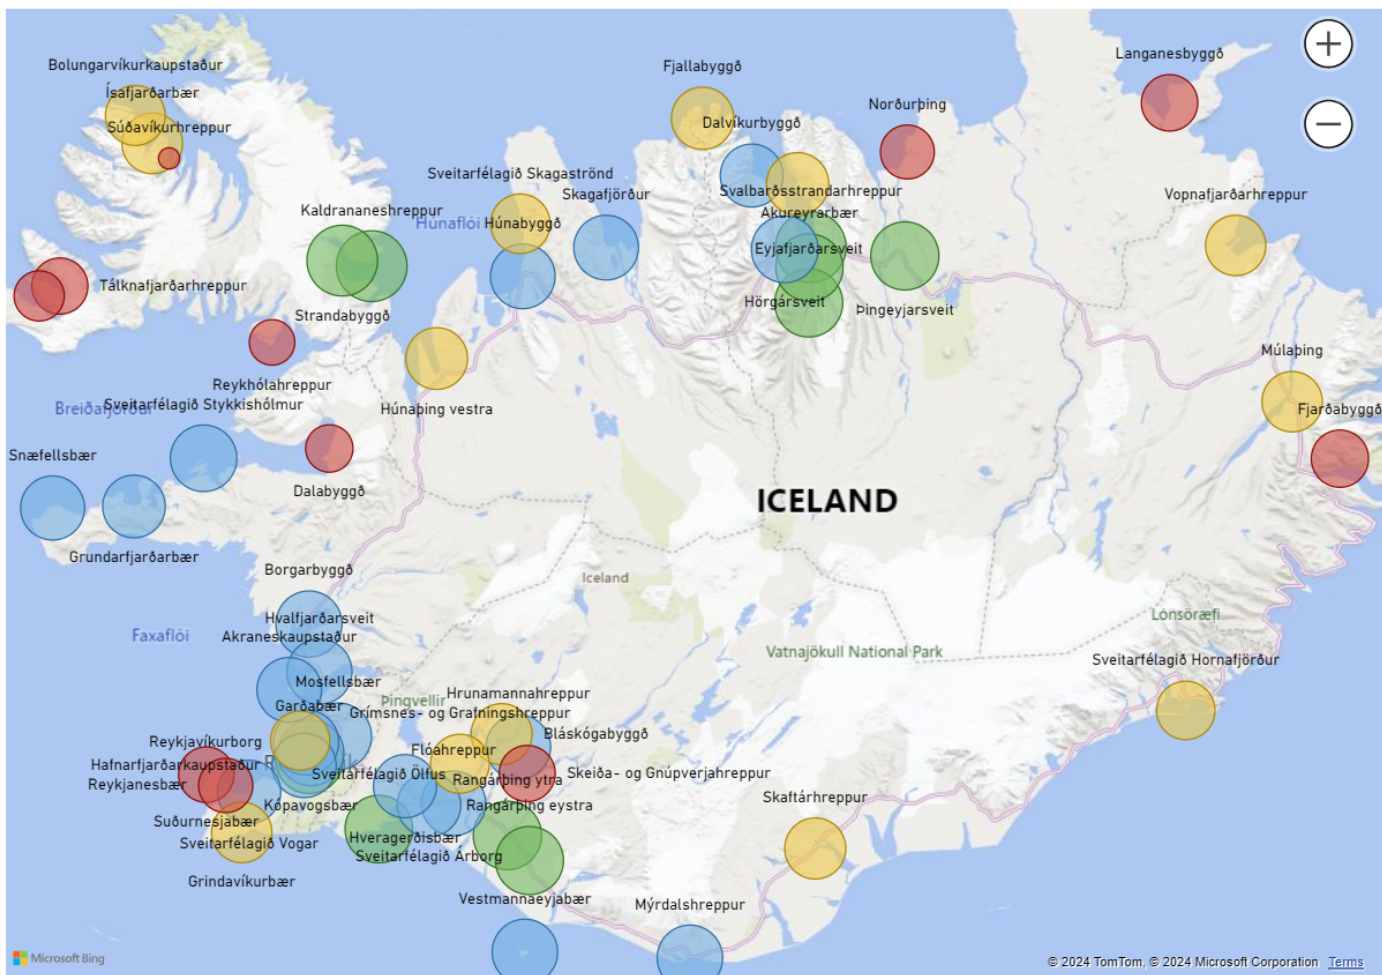 Bolungarvíkurkaupstaður
Ísafjarðarbær
Súðavíkurhreppur
Fjallabyggð
Langanesbyggð
Norðurþing
Dalvíkurbyggð
Sveitarfélagið Skagaströnd
Skagafjörður
Svalbarðsstrandarhreppur
Vopnafjarðarhreppur
Kaldrananeshreppur
Húnaflói
Húnabyggð
Akureyrarbær
Eyjafjarðarsveit
Tálknafjarðarhreppur
Hörgársveit
Þingeyjarsveit
Strandabyggð
Múlaþing
Reykhólahreppur
Breiðafjörður
Sveitarfélagið Stykkishólmur
Húnaþing vestra
Fjarðabyggð
Snæfellsbær
Dalabyggð
ICELAND
Grundarfjarðarbær
Borgarbyggð
Iceland
Hvalfjarðarsveit
Lónsöræfi
Faxaflói
Akraneskaupstaður
Vatnajökull National Park
Sveitarfélagið Hornafjörður
Mosfellsbær
Þingvellir
Hrunamannahreppur
Garðabær
Grímsnes- og Grafningshreppur
Bláskógabyggð
Reykjavíkurborg
Flóahreppur
Hafnarfjarðarkaupstaður
Sveitarfélagið Ölfus
Rangárþing ytra
Skeiða- og Gnúpverjahreppur
Reykjanesbær
Kópavogsbær
Rangárþing eystra
Skaftárhreppur
Suðurnesjabær
Sveitarfélagið Vogar
Hveragerðisbær
Sveitarfélagið Árborg
Grindavíkurbær
Vestmannaeyjabær
Mýrdalshreppur
Microsoft Bing
© 2024 TomTom, © 2024 Microsoft Corporation Terms